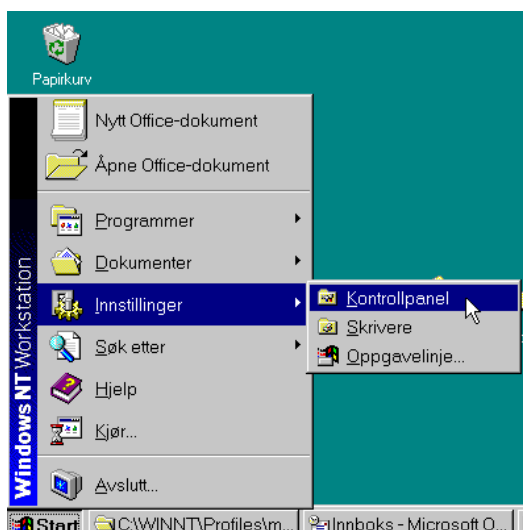 Papirkurv
Nytt Office-dokument
Åpne Office-dokument
Programmer
Dokumenter
Innstillinger
Søk etter
Hjelp
Kjør...
Avslutt...
Windows NT Workstation
Kontrollpanel
Skrivere
Oppgavelinje...
Start
C:\WINNT\Profiles\m...
Innboks - Microsoft O...